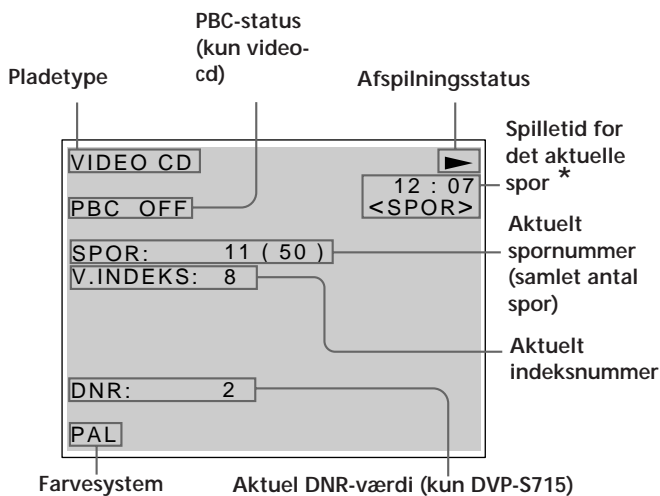 PBC-status
(kun video-
cd)
Pladetype
Afspilningsstatus
Spilletid for
det aktuelle
spor *
VIDEO CD
12 : 07
<SPOR>
PBC OFF
Aktuelt
spornummer
(samlet antal
spor)
SPOR: 11 ( 50 )
V.INDEKS: 8
Aktuelt
indeksnummer
DNR: 2
PAL
Farvesystem
Aktuel DNR-værdi (kun DVP-S715)